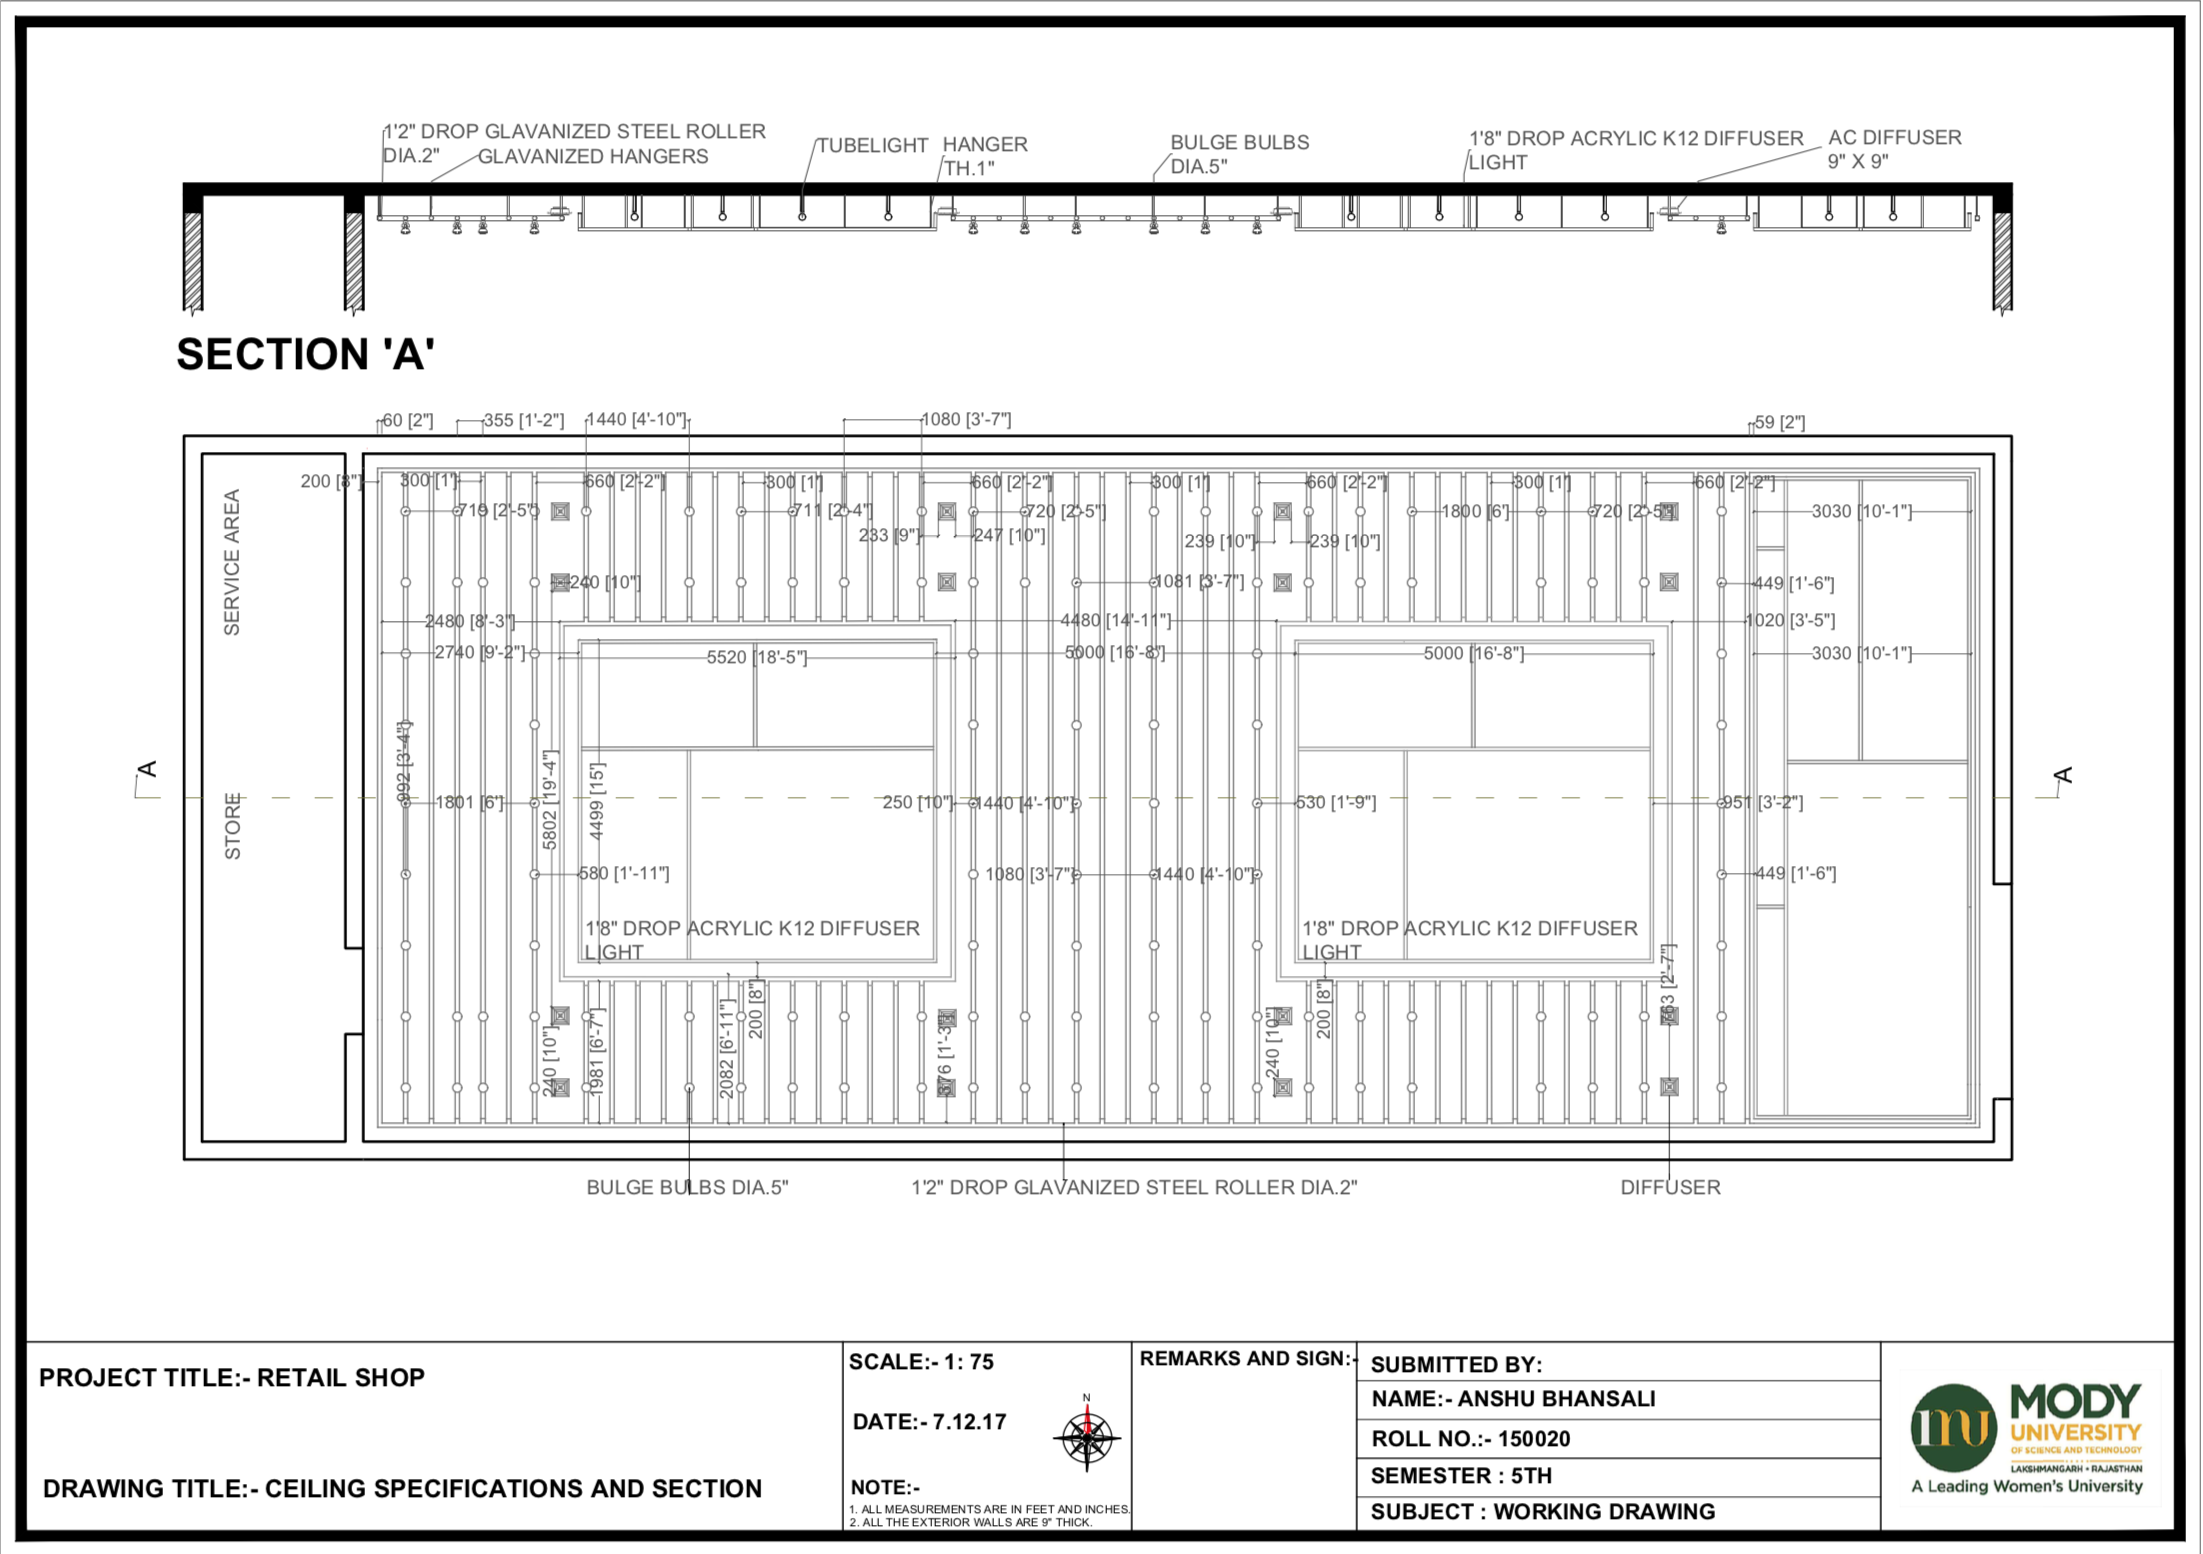 1'2" DROP GLAVANIZED STEEL ROLLER
DIA.2"
GLAVANIZED HANGERS
TUBELIGHT
HANGER
TH.1"
BULGE BULBS
DIA.5"
1'8" DROP ACRYLIC K12 DIFFUSER
LIGHT
AC DIFFUSER
9" X 9"
SECTION 'A'
60 [2"]
355 [1'-2"]
1440 [4'-10"]
1080 [3'-7"]
59 [2"]
200 [8"]
300 [1']
660 [2'-2"]
300 [1']
660 [2'-2"]
300 [1']
660 [2'-2"]
300 [1']
660 [2'-2"]
719 [2'-5"]
711 [2'-4"]
720 [2'-5"]
1800 [6']
720 [2'-5"]
3030 [10'-1"]
233 [9"]
247 [10"]
239 [10"]
239 [10"]
240 [10"]
1081 [3'-7"]
449 [1'-6"]
2480 [8'-3"]
4480 [14'-11"]
1020 [3'-5"]
2740 [9'-2"]
5520 [18'-5"]
5000 [16'-8"]
5000 [16'-8"]
3030 [10'-1"]
SERVICE AREA
STORE
A
A
992 [3'-4"]
1801 [6']
5802 [19'-4"]
4499 [15']
250 [10"]
1440 [4'-10"]
530 [1'-9"]
951 [3'-2"]
580 [1'-11"]
1080 [3'-7"]
1440 [4'-10"]
449 [1'-6"]
1'8" DROP ACRYLIC K12 DIFFUSER
LIGHT
1'8" DROP ACRYLIC K12 DIFFUSER
LIGHT
240 [10"]
1981 [6'-7"]
2082 [6'-11"]
200 [8"]
376 [1'-3"]
240 [10"]
200 [8"]
763 [2'-7"]
BULGE BULBS DIA.5"
1'2" DROP GLAVANIZED STEEL ROLLER DIA.2"
DIFFUSER
PROJECT TITLE:- RETAIL SHOP
DRAWING TITLE:- CEILING SPECIFICATIONS AND SECTION
SCALE:- 1: 75
DATE:- 7.12.17
N
NOTE:-
1. ALL MEASUREMENTS ARE IN FEET AND INCHES.
2. ALL THE EXTERIOR WALLS ARE 9" THICK.
REMARKS AND SIGN:-
SUBMITTED BY:
NAME:- ANSHU BHANSALI
ROLL NO.:- 150020
SEMESTER : 5TH
SUBJECT : WORKING DRAWING
mu
MODY
UNIVERSITY
OF SCIENCE AND TECHNOLOGY
LAKSHMANGARH • RAJASTHAN
A Leading Women's University